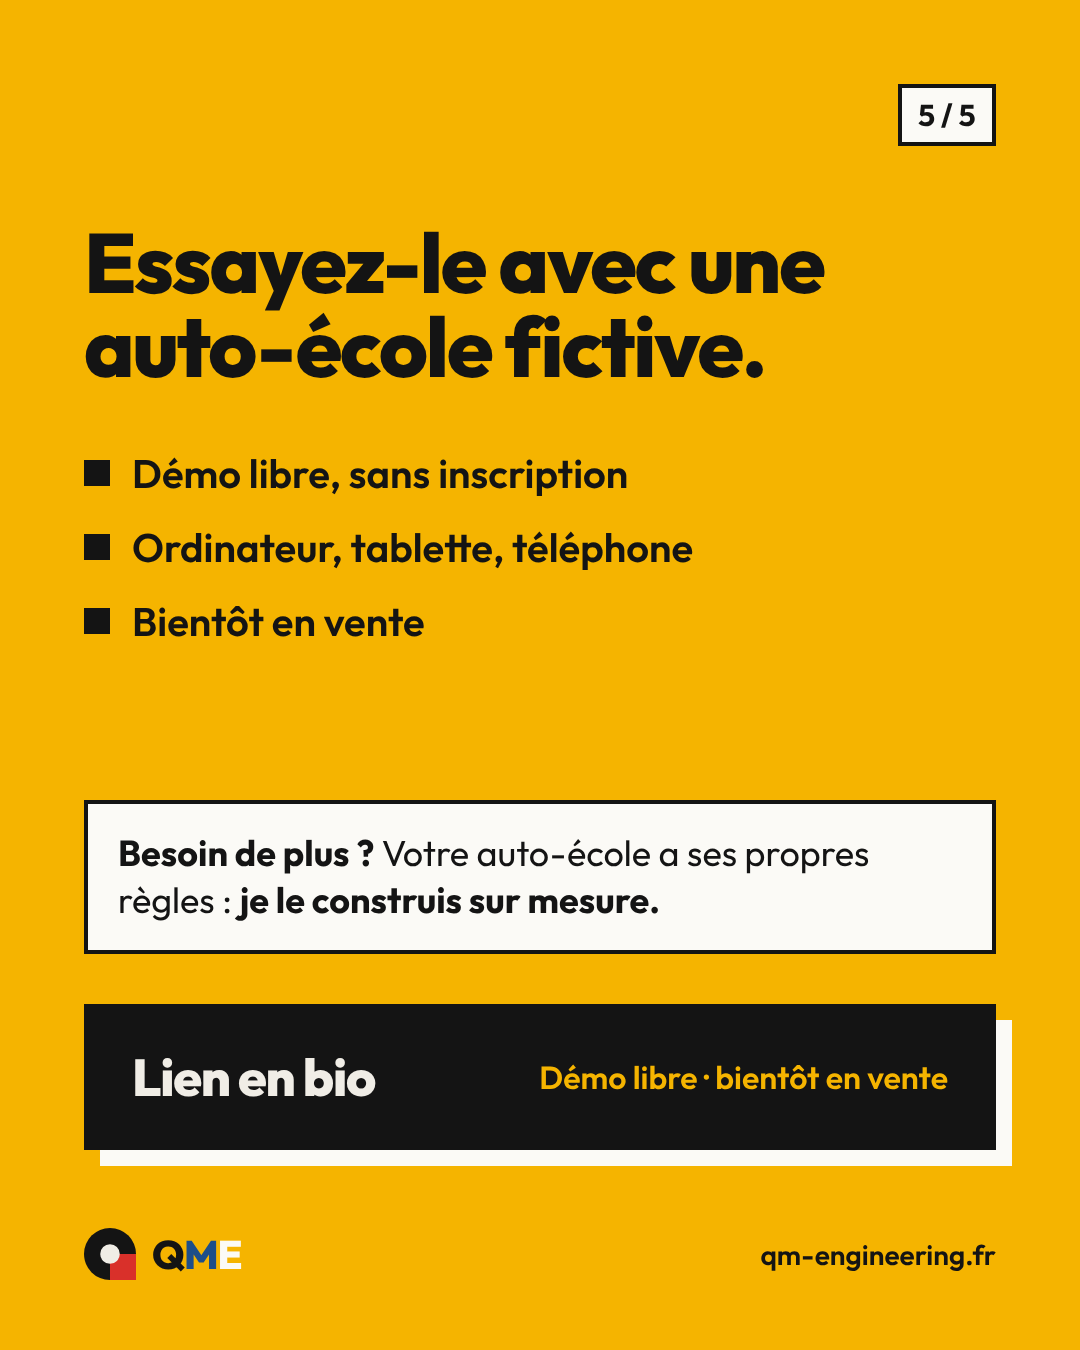 5 / 5
Essayez-le avec une
auto-école fictive.
Démo libre, sans inscription
Ordinateur, tablette, téléphone
Bientôt en vente
Besoin de plus ? Votre auto-école a ses propres
règles : je le construis sur mesure.
Lien en bio
Démo libre · bientôt en vente
QME
qm-engineering.fr